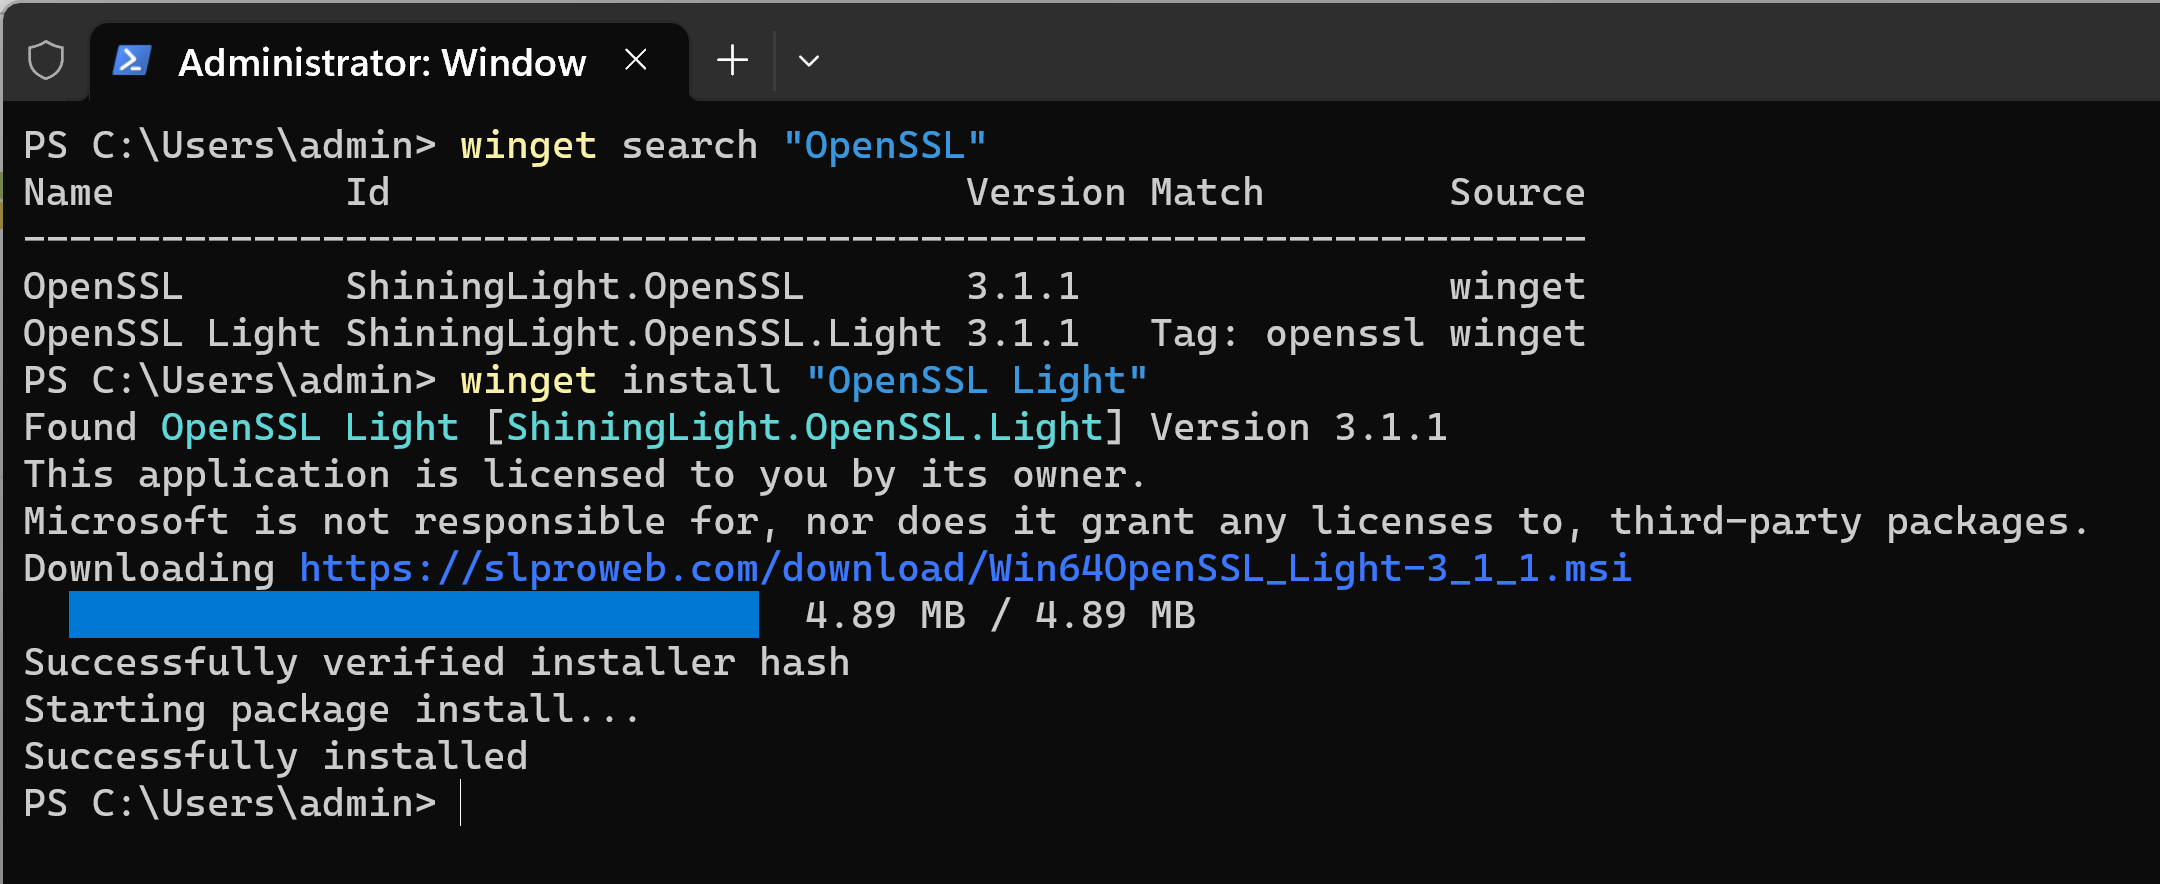 Administrator: Window
PS C:\Users\admin> winget search "OpenSSL"
Name          Id                         Version Match        Source
--------------------------------------------------------------------
OpenSSL       ShiningLight.OpenSSL       3.1.1                winget
OpenSSL Light ShiningLight.OpenSSL.Light 3.1.1   Tag: openssl winget
PS C:\Users\admin> winget install "OpenSSL Light"
Found OpenSSL Light [ShiningLight.OpenSSL.Light] Version 3.1.1
This application is licensed to you by its owner.
Microsoft is not responsible for, nor does it grant any licenses to, third-party packages.
Downloading https://slproweb.com/download/Win64OpenSSL_Light-3_1_1.msi
4.89 MB / 4.89 MB
Successfully verified installer hash
Starting package install...
Successfully installed
PS C:\Users\admin>